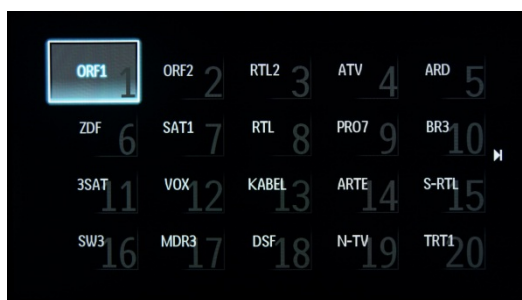 ORF1 1 ORF2 2 RTL2 3 ATV 4 ARD 5
ZDF 6 SAT1 7 RTL 8 PRO7 9 BR3 10
3SAT 11 VOX 12 KABEL 13 ARTE 14 S-RTL 15
SW3 16 MDR3 17 DSF 18 N-TV 19 TRT1 20